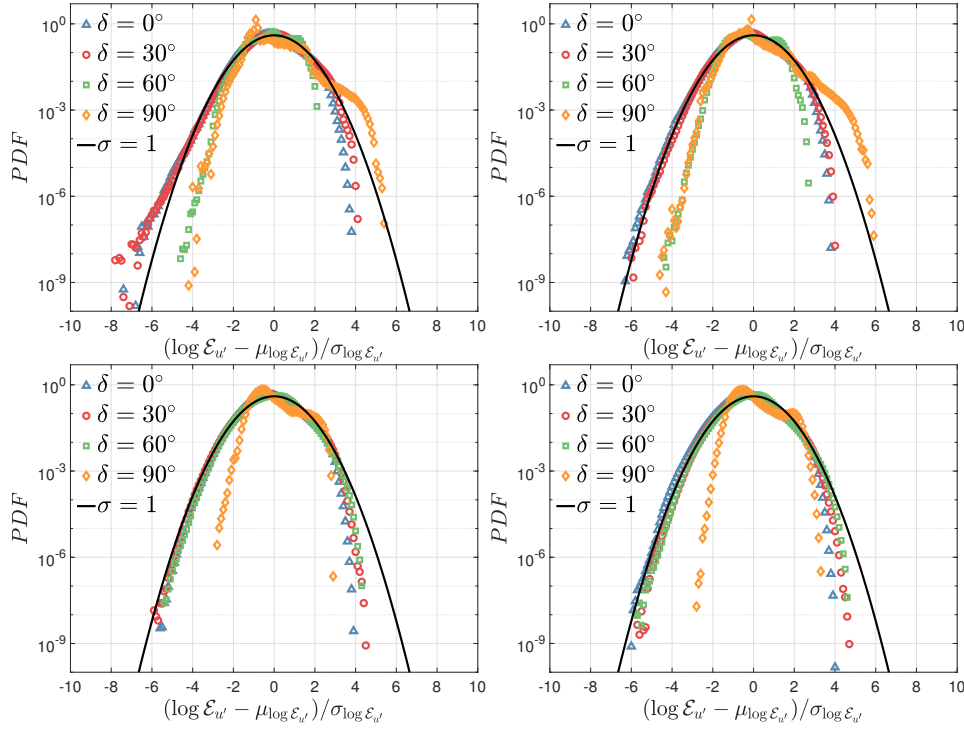 PDF
10^0
10^-3
10^-6
10^-9
δ = 0°
δ = 30°
δ = 60°
δ = 90°
σ = 1
-10 -8 -6 -4 -2 0 2 4 6 8 10
(log ℰ_u′ − μ_log ℰ_u′)/σ_log ℰ_u′
PDF
10^0
10^-3
10^-6
10^-9
δ = 0°
δ = 30°
δ = 60°
δ = 90°
σ = 1
-10 -8 -6 -4 -2 0 2 4 6 8 10
(log ℰ_u′ − μ_log ℰ_u′)/σ_log ℰ_u′
PDF
10^0
10^-3
10^-6
10^-9
δ = 0°
δ = 30°
δ = 60°
δ = 90°
σ = 1
-10 -8 -6 -4 -2 0 2 4 6 8 10
(log ℰ_u′ − μ_log ℰ_u′)/σ_log ℰ_u′
PDF
10^0
10^-3
10^-6
10^-9
δ = 0°
δ = 30°
δ = 60°
δ = 90°
σ = 1
-10 -8 -6 -4 -2 0 2 4 6 8 10
(log ℰ_u′ − μ_log ℰ_u′)/σ_log ℰ_u′